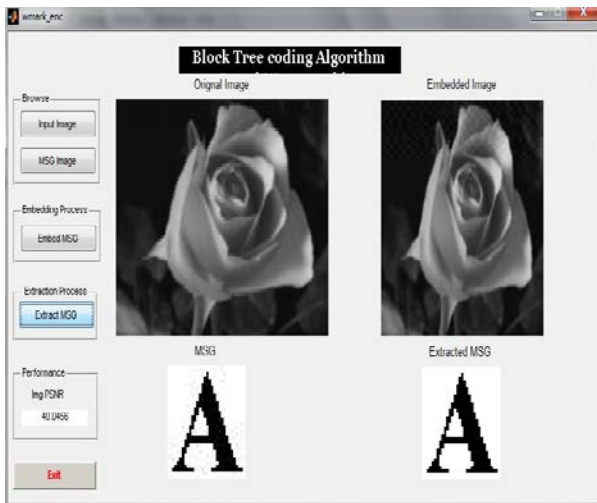 wmark_enc
Block Tree coding Algorithm
Orignal Image
Embedded Image
Browse
Input Image
MSG Image
Embedding Process
Embed MSG
Extraction Process
Extract MSG
MSG
Extracted MSG
Performance
Img PSNR
40.0456
A
A
Exit